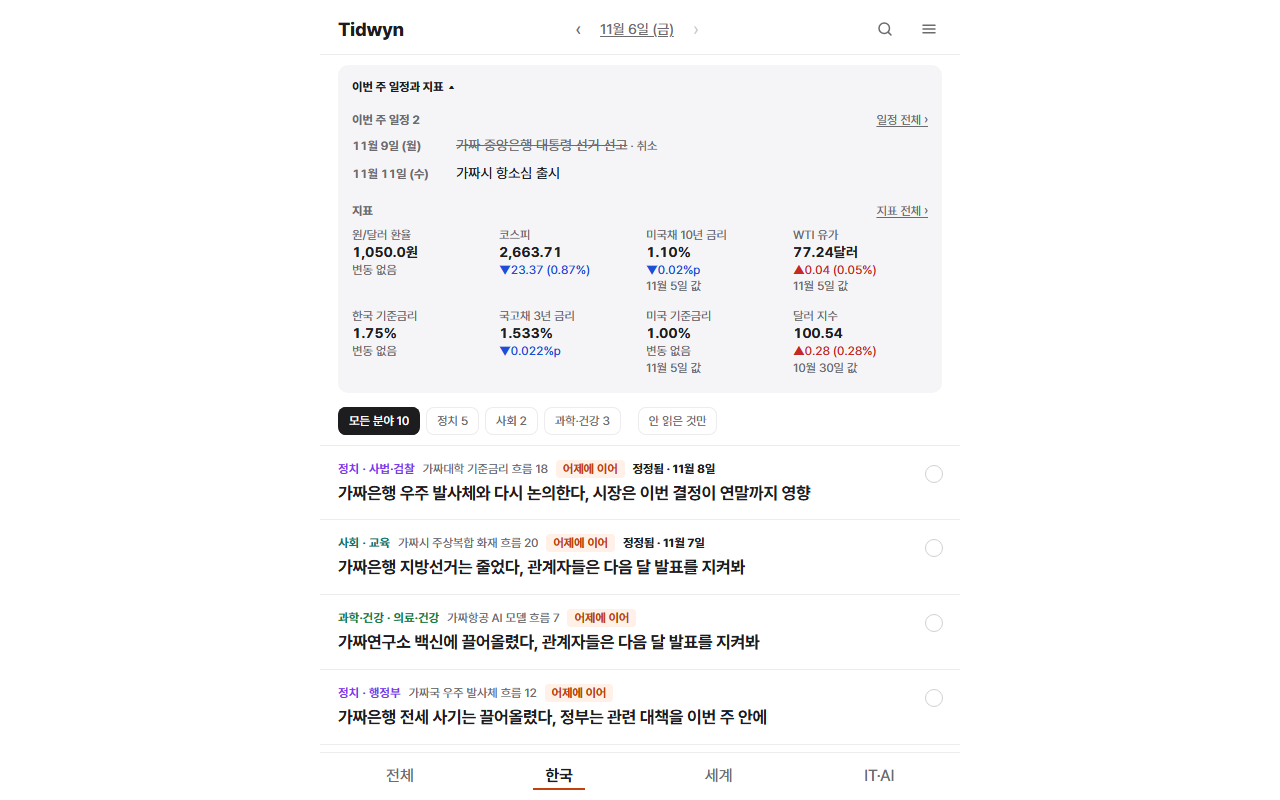 Tidwyn
‹ 11월 6일 (금) ›
이번 주 일정과 지표 ▲
이번 주 일정 2 일정 전체 ›
11월 9일 (월) 가짜 중앙은행 대통령 선거 선고 · 취소
11월 11일 (수) 가짜시 항소심 출시
지표 지표 전체 ›
원/달러 환율 코스피 미국채 10년 금리 WTI 유가
1,050.0원 2,663.71 1.10% 77.24달러
변동 없음 ▼23.37 (0.87%) ▼0.02%p ▲0.04 (0.05%)
11월 5일 값 11월 5일 값
한국 기준금리 국고채 3년 금리 미국 기준금리 달러 지수
1.75% 1.533% 1.00% 100.54
변동 없음 ▼0.022%p 변동 없음 ▲0.28 (0.28%)
11월 5일 값 10월 30일 값
모든 분야 10 정치 5 사회 2 과학·건강 3 안 읽은 것만
정치 · 사법·검찰 가짜대학 기준금리 흐름 18 어제에 이어 정정됨 · 11월 8일
가짜은행 우주 발사체와 다시 논의한다, 시장은 이번 결정이 연말까지 영향
사회 · 교육 가짜시 주상복합 화재 흐름 20 어제에 이어 정정됨 · 11월 7일
가짜은행 지방선거는 줄었다, 관계자들은 다음 달 발표를 지켜봐
과학·건강 · 의료·건강 가짜항공 AI 모델 흐름 7 어제에 이어
가짜연구소 백신에 끌어올렸다, 관계자들은 다음 달 발표를 지켜봐
정치 · 행정부 가짜국 우주 발사체 흐름 12 어제에 이어
가짜은행 전세 사기는 끌어올렸다, 정부는 관련 대책을 이번 주 안에
전체 한국 세계 IT·AI